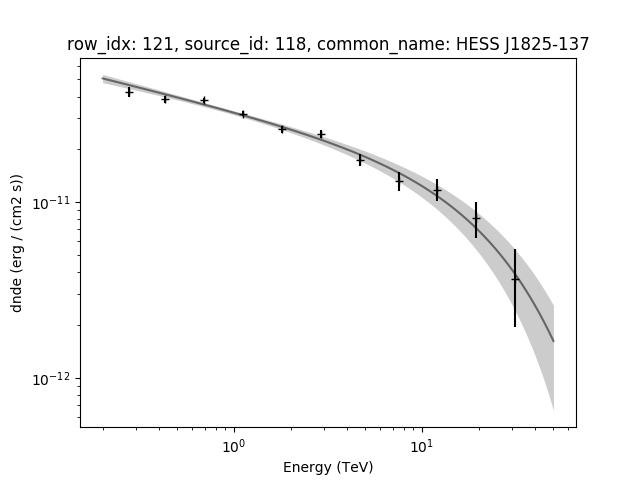 row_idx: 121, source_id: 118, common_name: HESS J1825-137
dnde (erg / (cm2 s))
10⁻¹¹
10⁻¹²
10⁰ 10¹
Energy (TeV)